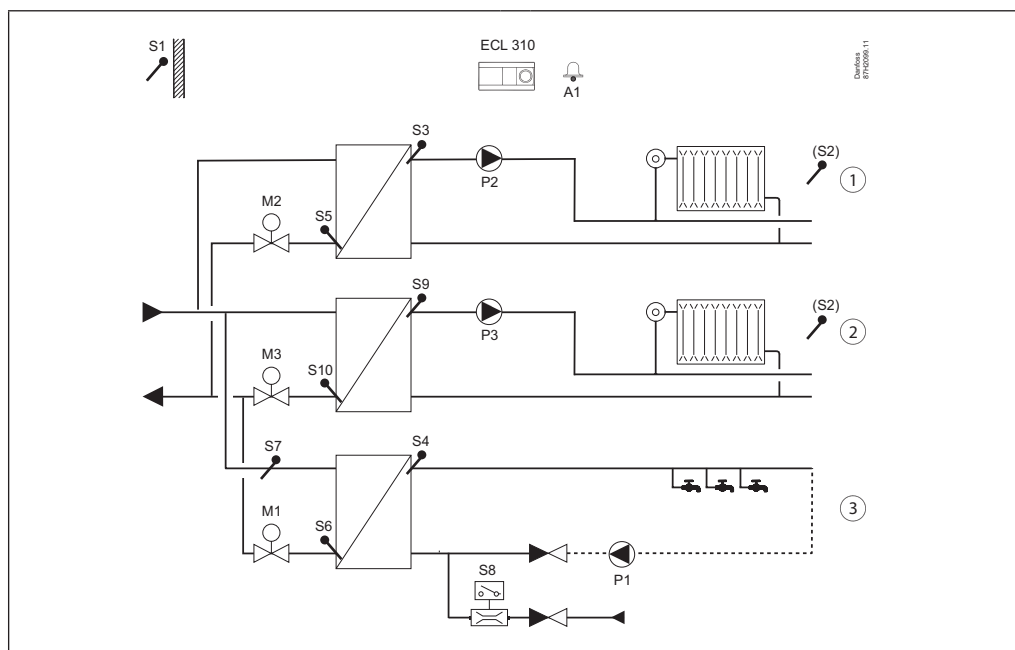 S1
ECL 310
A1
Danfoss
87H2099.11
S3
P2
(S2)
1
M2
S5
S9
P3
(S2)
2
M3
S10
S7
S4
3
M1
S6
S8
P1